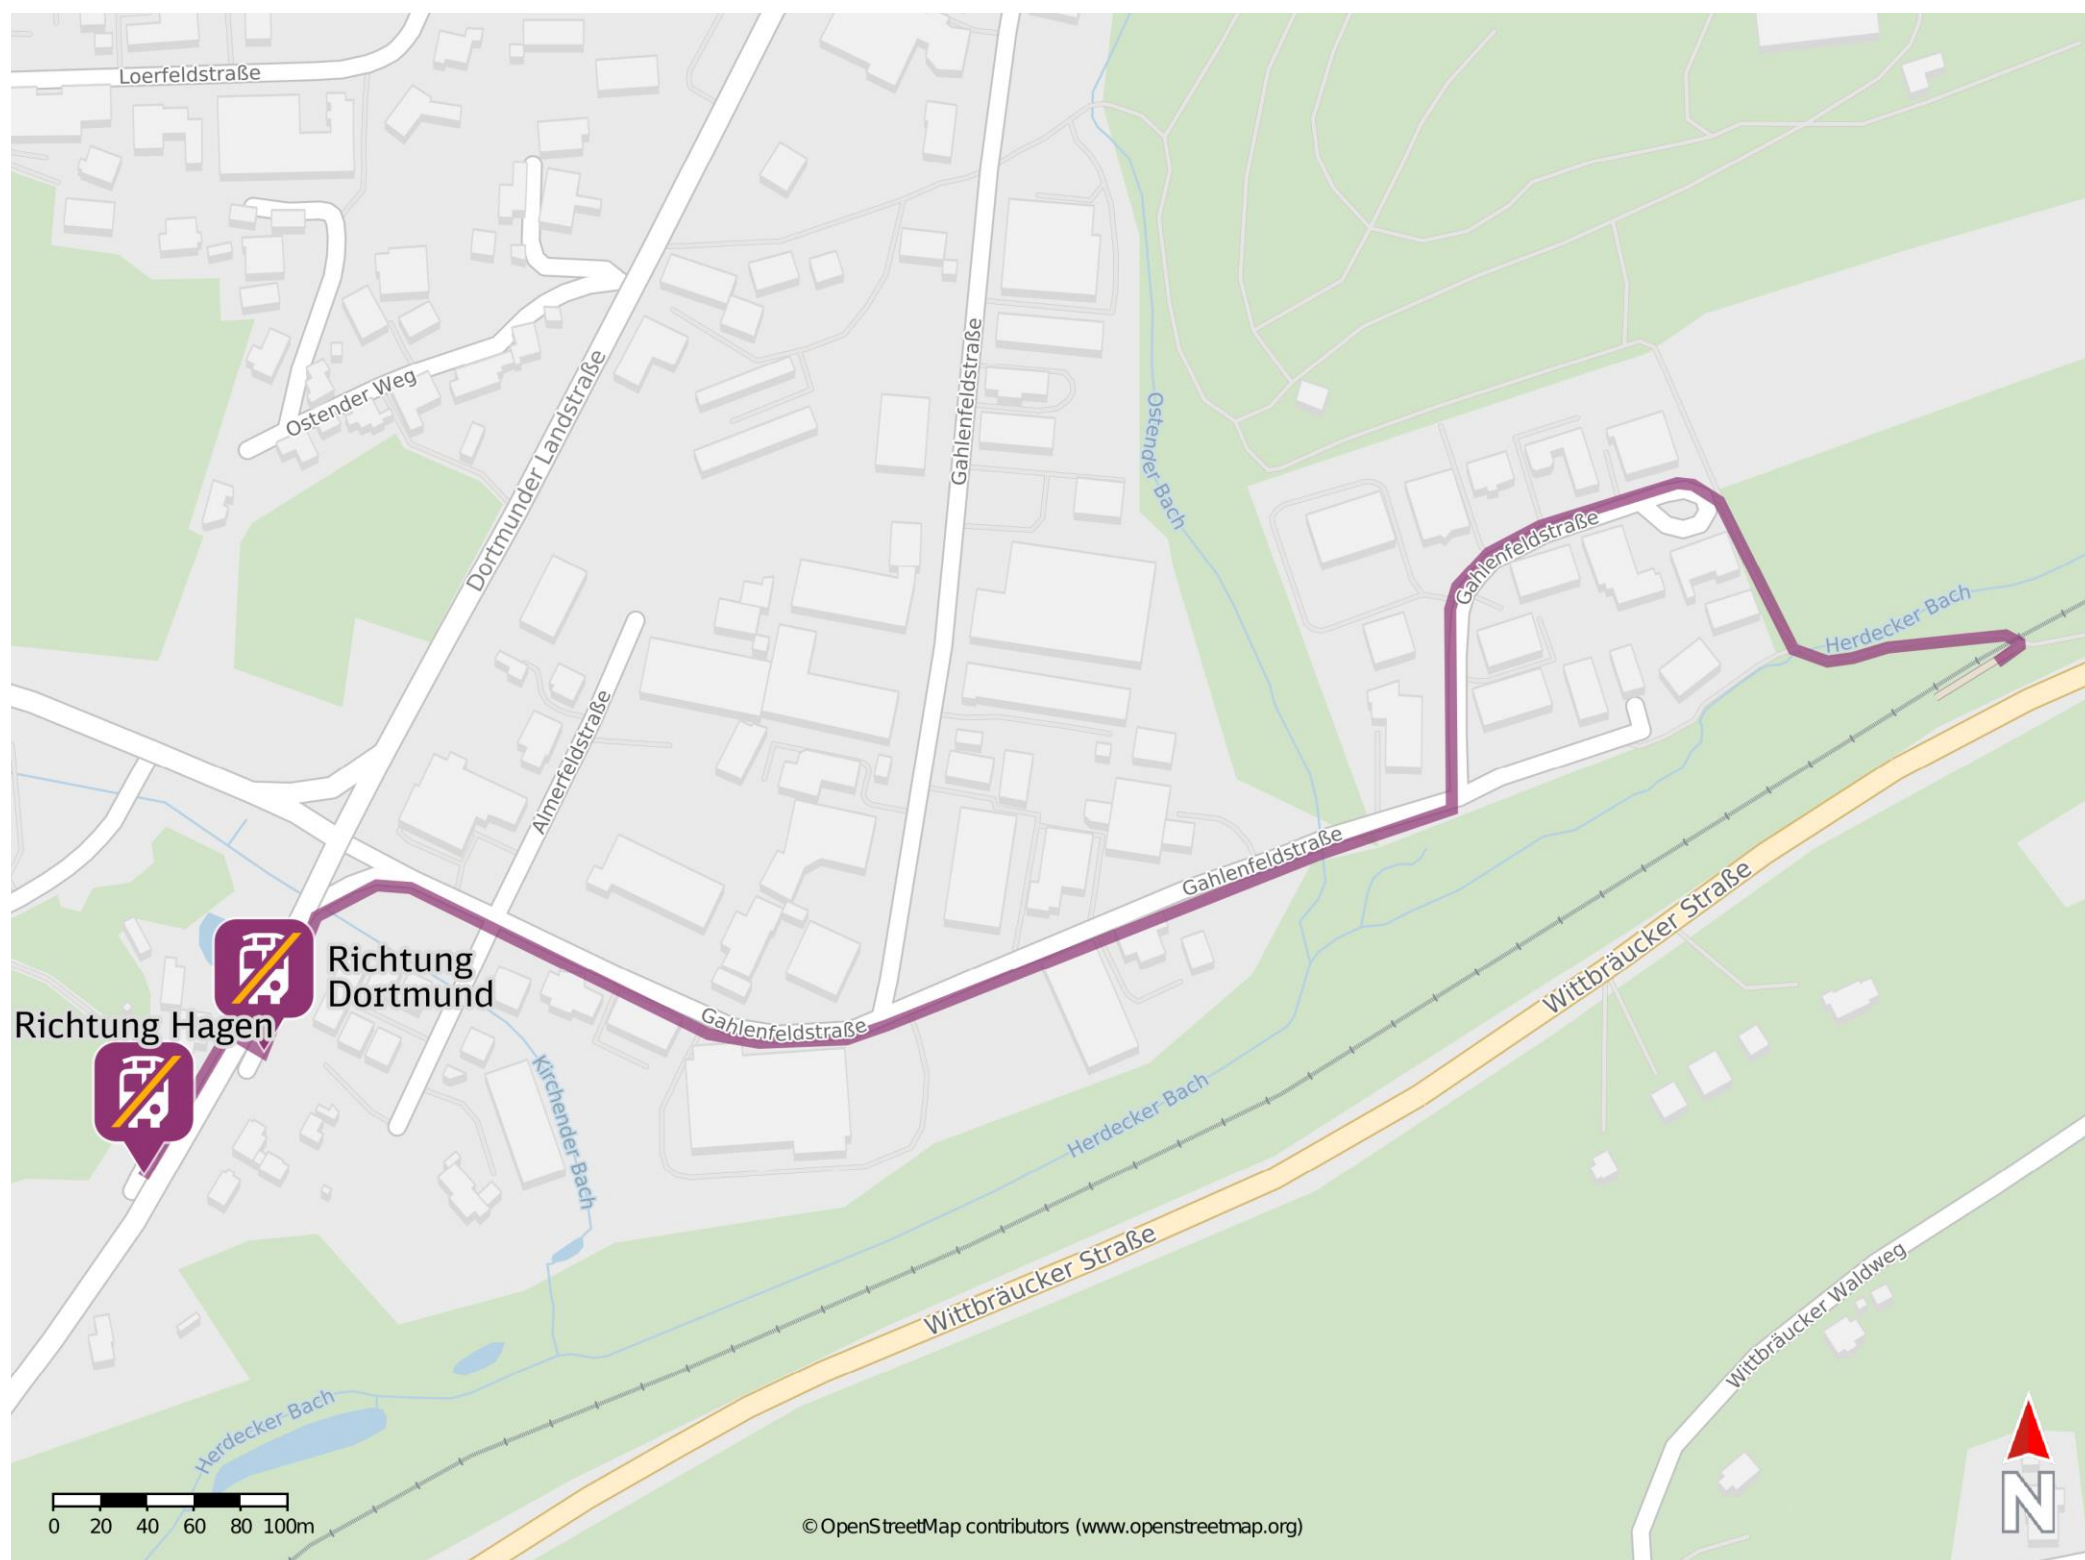 Loerfeldstraße
Ostender Weg
Dortmunder Landstraße
Gahlenfeldstraße
Ostender Bach
Gahlenfeldstraße
Herdecker Bach
Almerfeldstraße
Gahlenfeldstraße
Wittbräucker Straße
Richtung
Dortmund
Richtung Hagen
Gahlenfeldstraße
Kirchender Bach
Herdecker Bach
Wittbräucker Straße
Wittbräucker Waldweg
Herdecker Bach
N
0 20 40 60 80 100m
© OpenStreetMap contributors (www.openstreetmap.org)